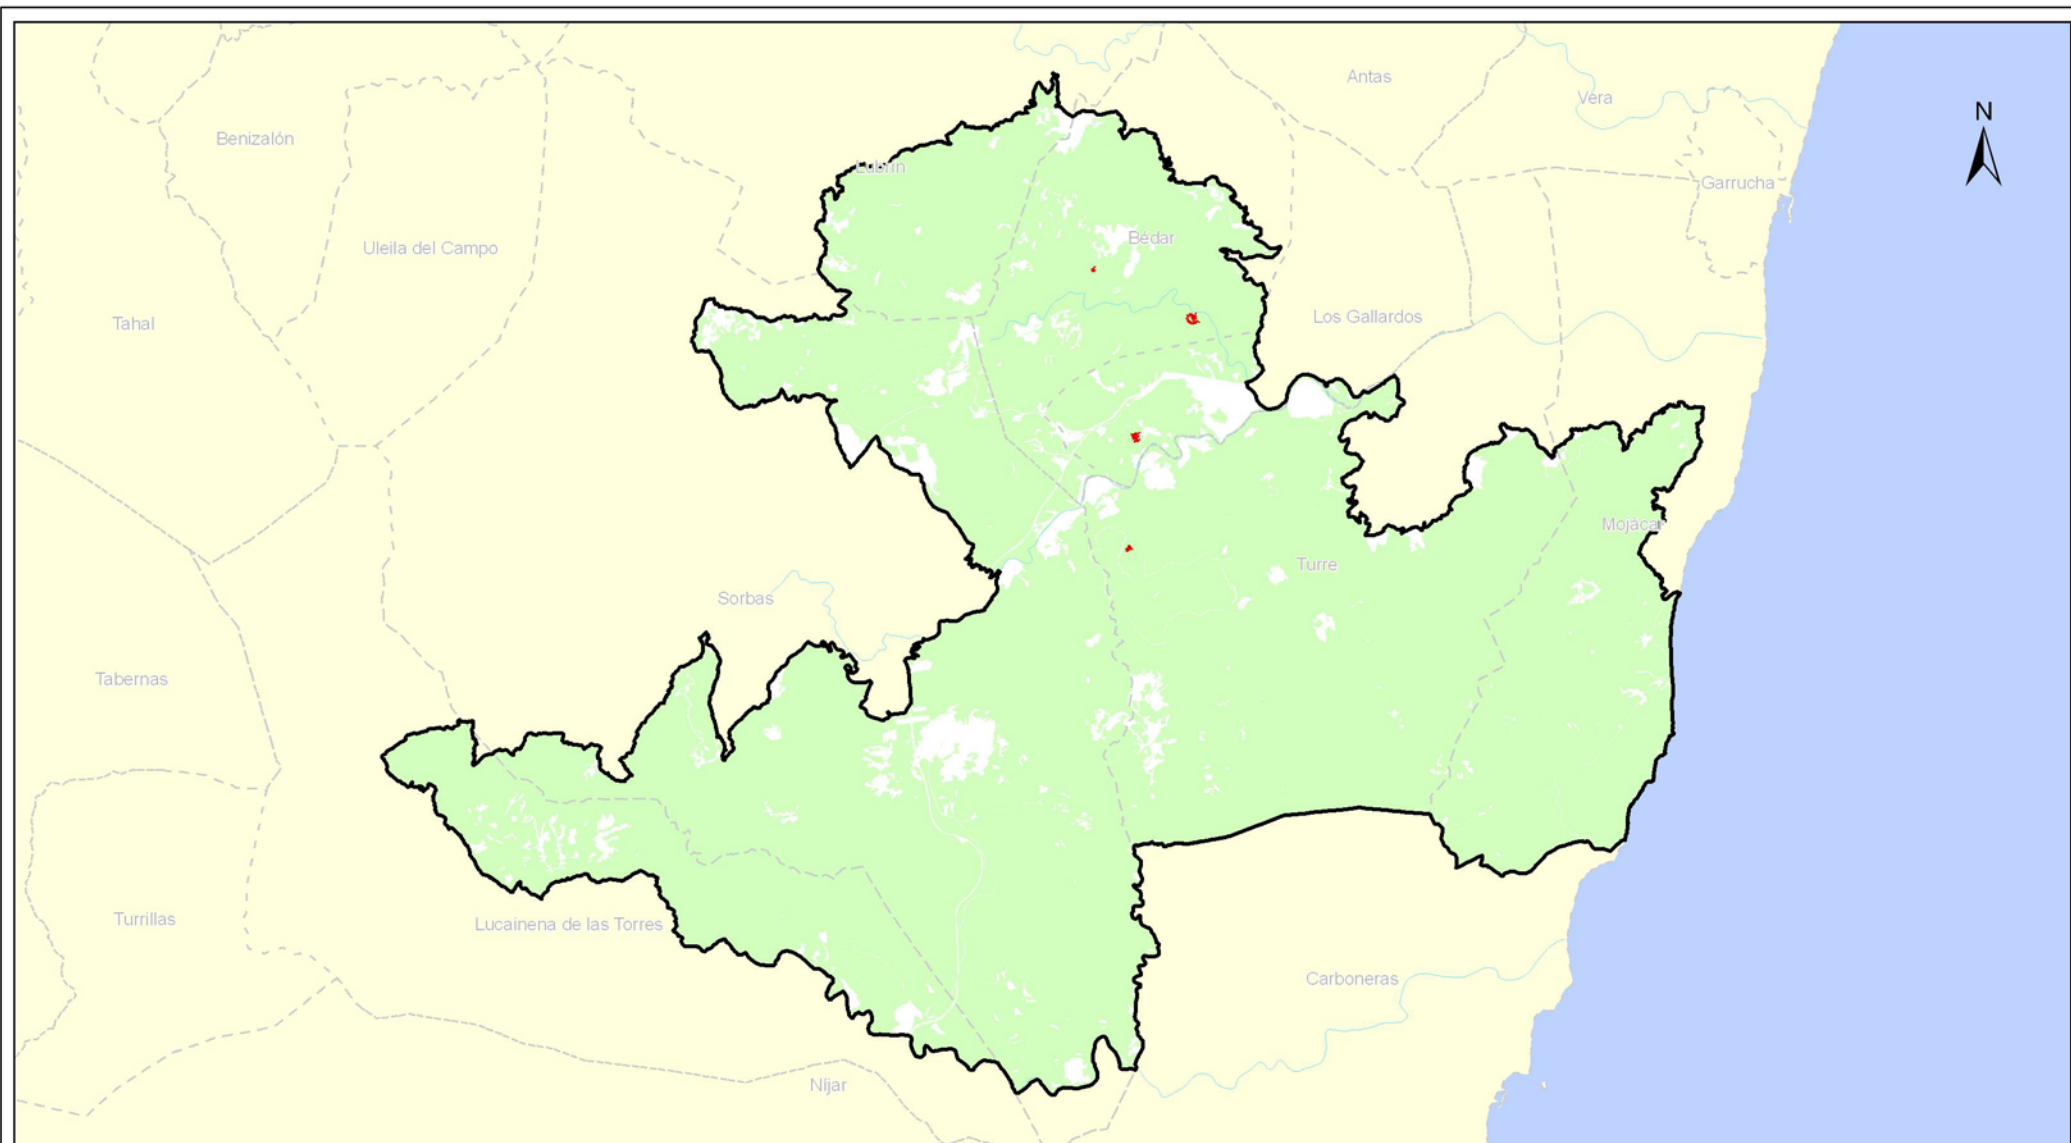 Antas
Vera
N
Benizalón
Lubrín
Garrucha
Bédar
Uleila del Campo
Los Gallardos
Tahal
Mojácar
Turre
Sorbas
Tabernas
Turrillas
Lucainena de las Torres
Carboneras
Níjar